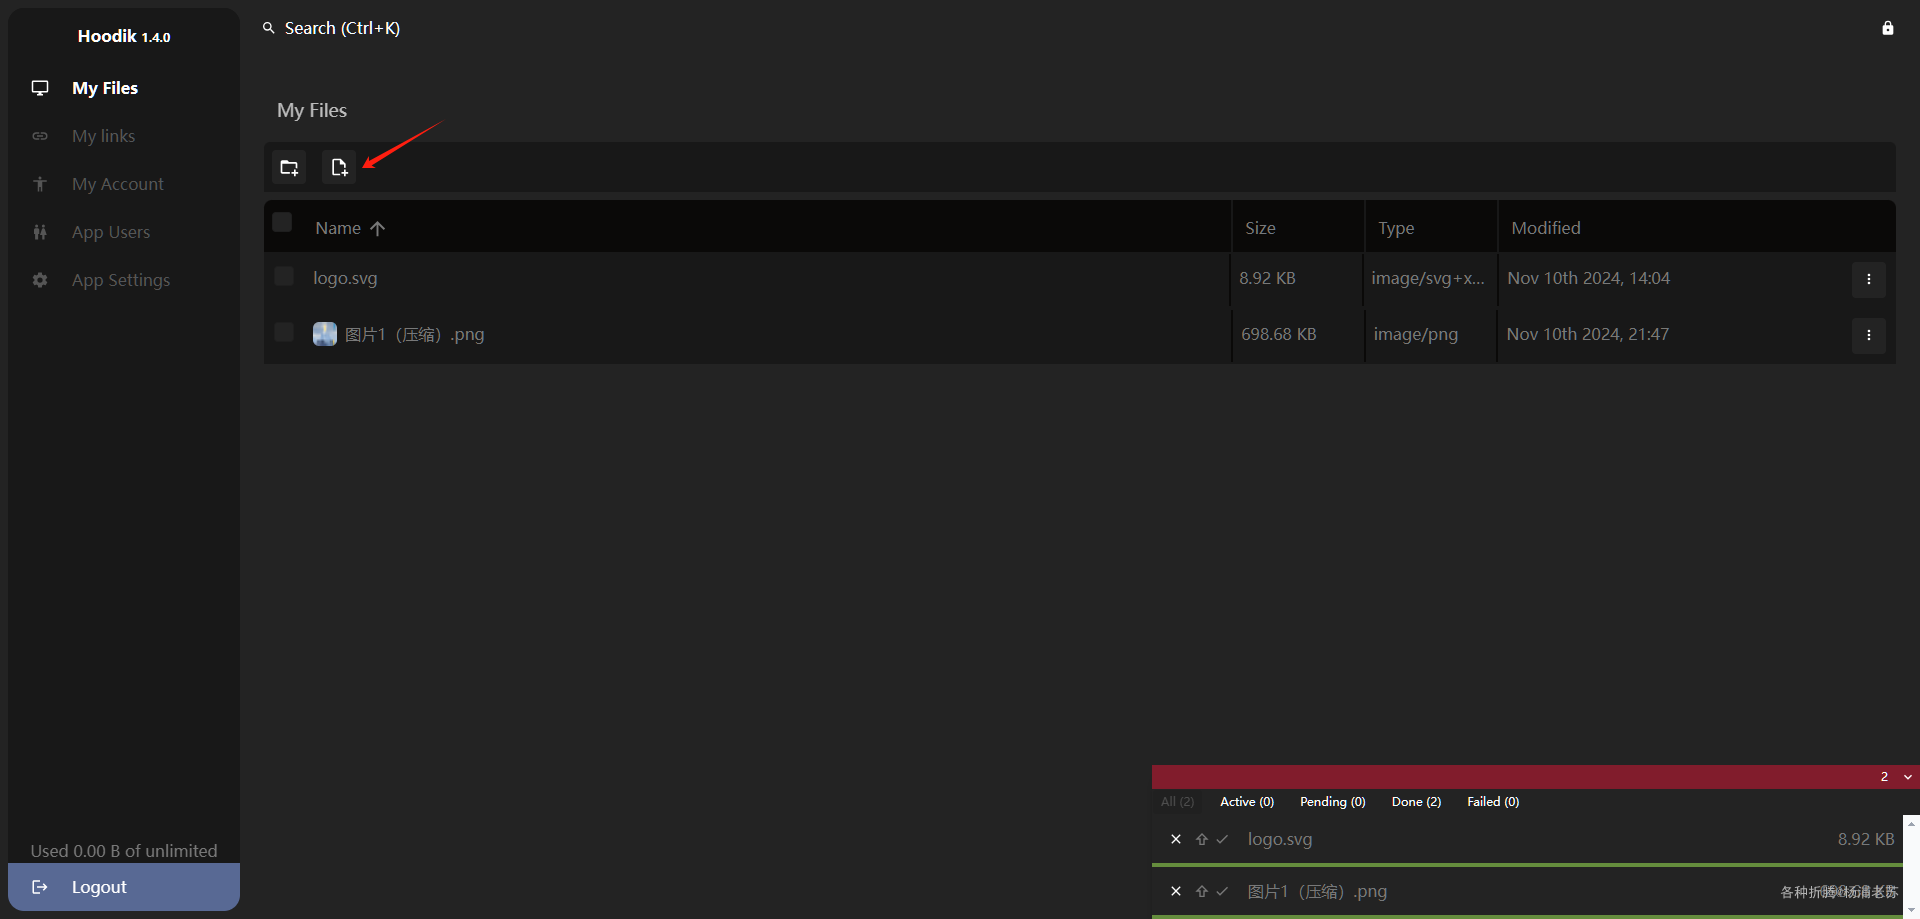 Hoodik 1.4.0
My Files
My links
My Account
App Users
App Settings
Used 0.00 B of unlimited
Logout
Search (Ctrl+K)
My Files
Name Size Type Modified
logo.svg 8.92 KB image/svg+x... Nov 10th 2024, 14:04
图片1（压缩）.png 698.68 KB image/png Nov 10th 2024, 21:47
2
All (2) Active (0) Pending (0) Done (2) Failed (0)
logo.svg 8.92 KB
图片1（压缩）.png